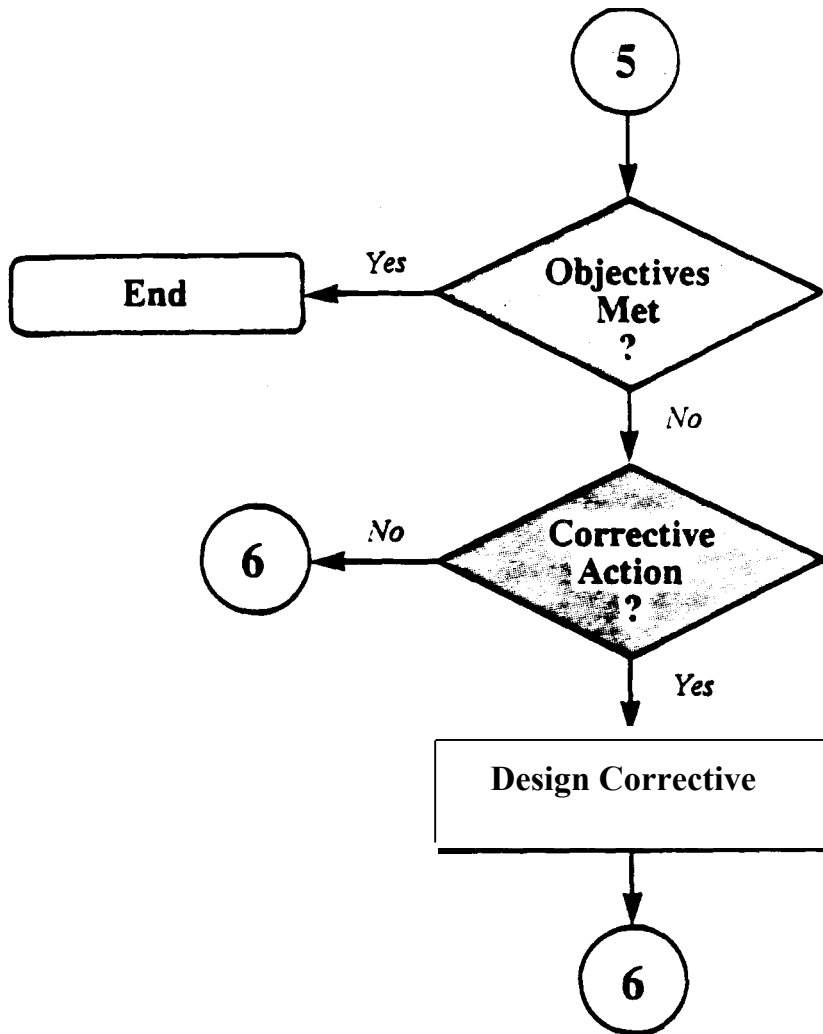 5
Yes
End
Objectives
Met
?
No
No
6
Corrective
Action
?
Yes
Design Corrective
6